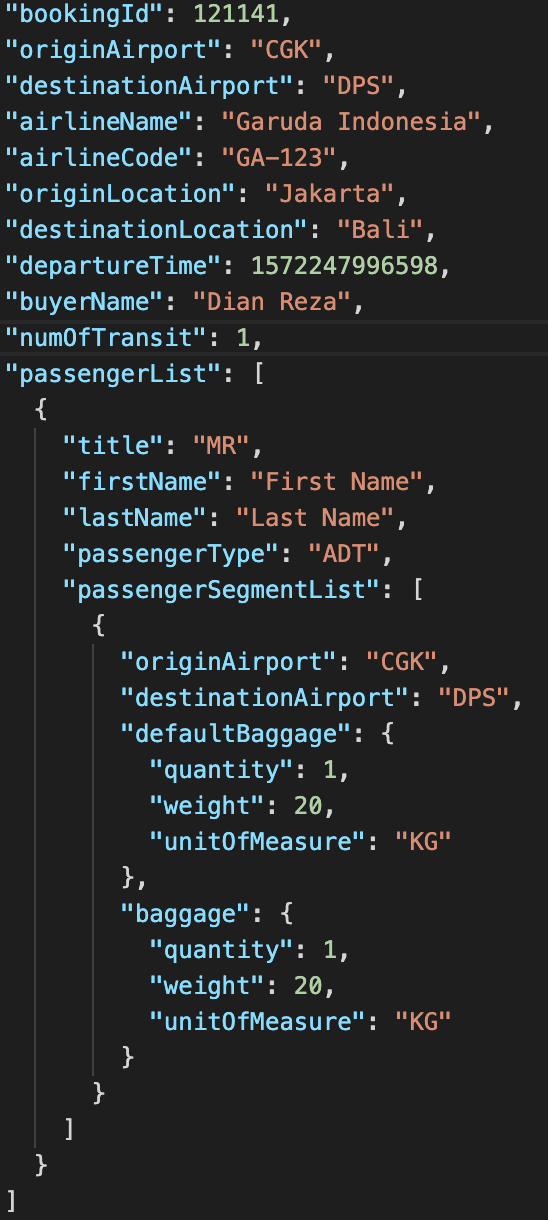 "bookingId": 121141,
"originAirport": "CGK",
"destinationAirport": "DPS",
"airlineName": "Garuda Indonesia",
"airlineCode": "GA-123",
"originLocation": "Jakarta",
"destinationLocation": "Bali",
"departureTime": 1572247996598,
"buyerName": "Dian Reza",
"numOfTransit": 1,
"passengerList": [
  {
    "title": "MR",
    "firstName": "First Name",
    "lastName": "Last Name",
    "passengerType": "ADT",
    "passengerSegmentList": [
      {
        "originAirport": "CGK",
        "destinationAirport": "DPS",
        "defaultBaggage": {
          "quantity": 1,
          "weight": 20,
          "unitOfMeasure": "KG"
        },
        "baggage": {
          "quantity": 1,
          "weight": 20,
          "unitOfMeasure": "KG"
        }
      }
    ]
  }
]